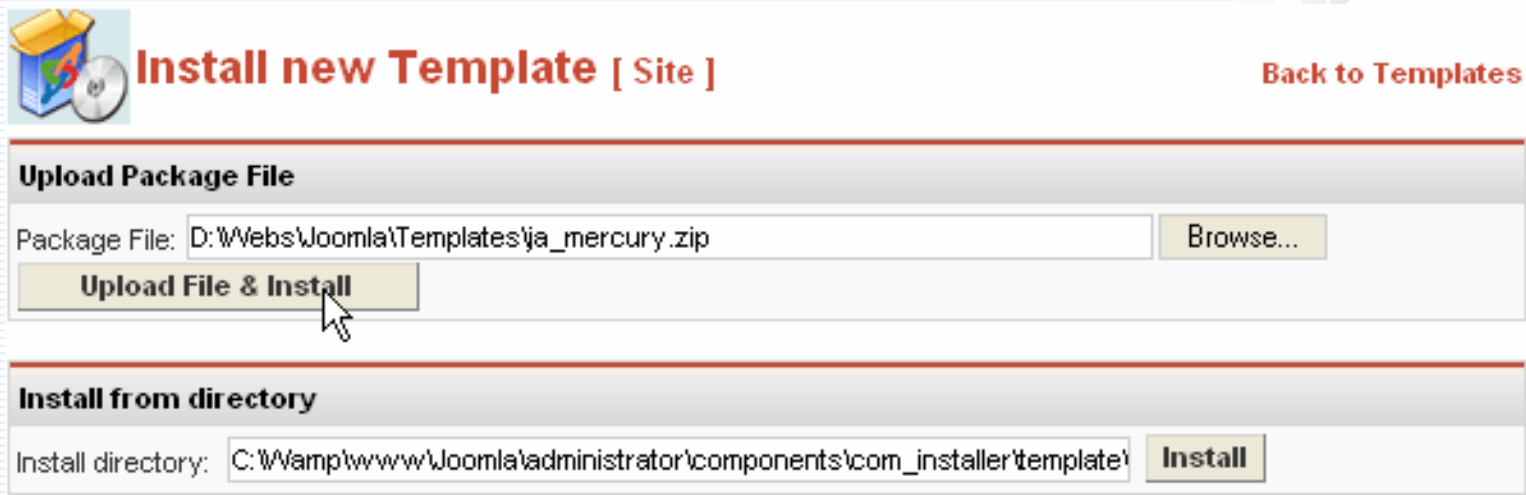 Install new Template [ Site ]
Back to Templates
Upload Package File
Package File: D:\Webs\Joomla\Templates\ja_mercury.zip Browse...
Upload File & Install
Install from directory
Install directory: C:\Wamp\www\Joomla\administrator\components\com_installer\template\ Install